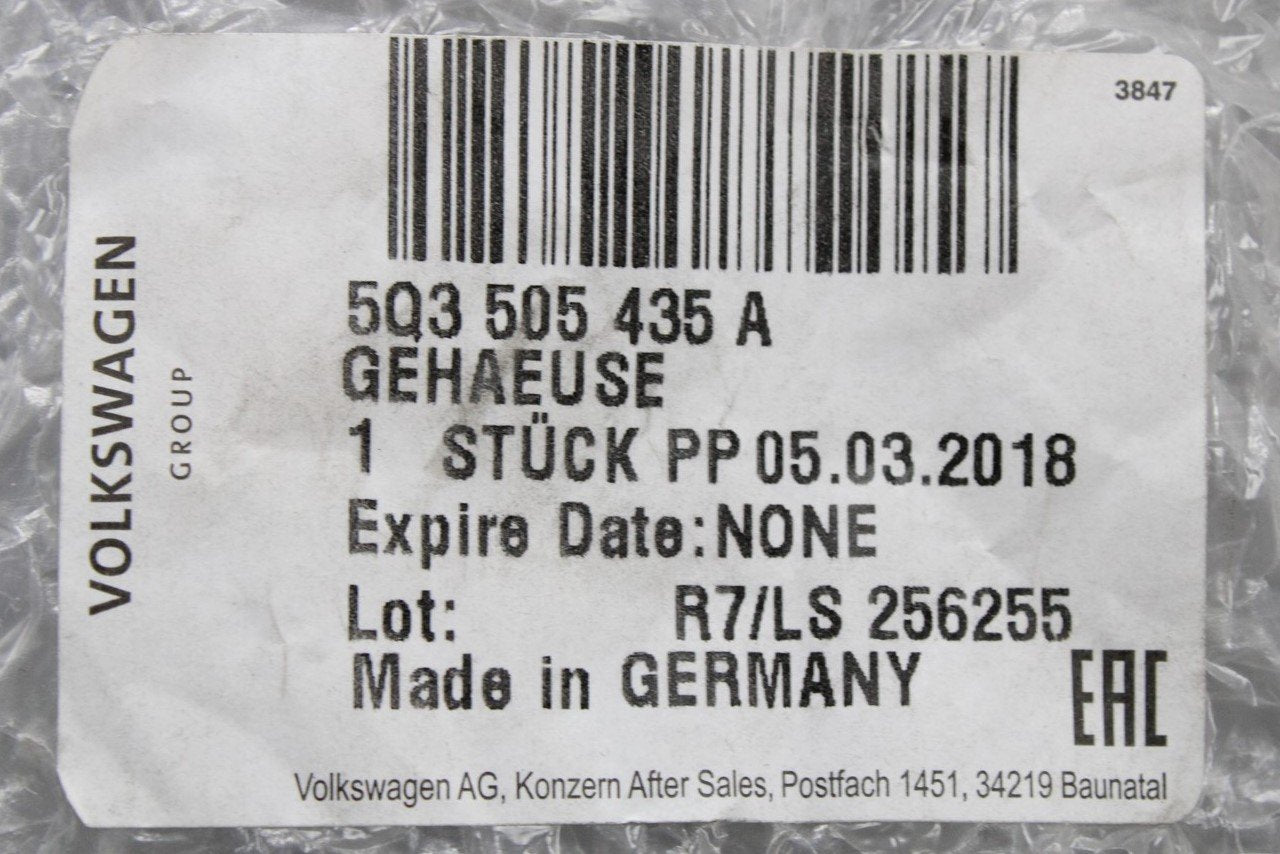 3847
VOLKSWAGEN
GROUP
5Q3 505 435 A
GEHAEUSE
1 STÜCK PP 05.03.2018
Expire Date:NONE
Lot: R7/LS 256255
Made in GERMANY
EAC
Volkswagen AG, Konzern After Sales, Postfach 1451, 34219 Baunatal